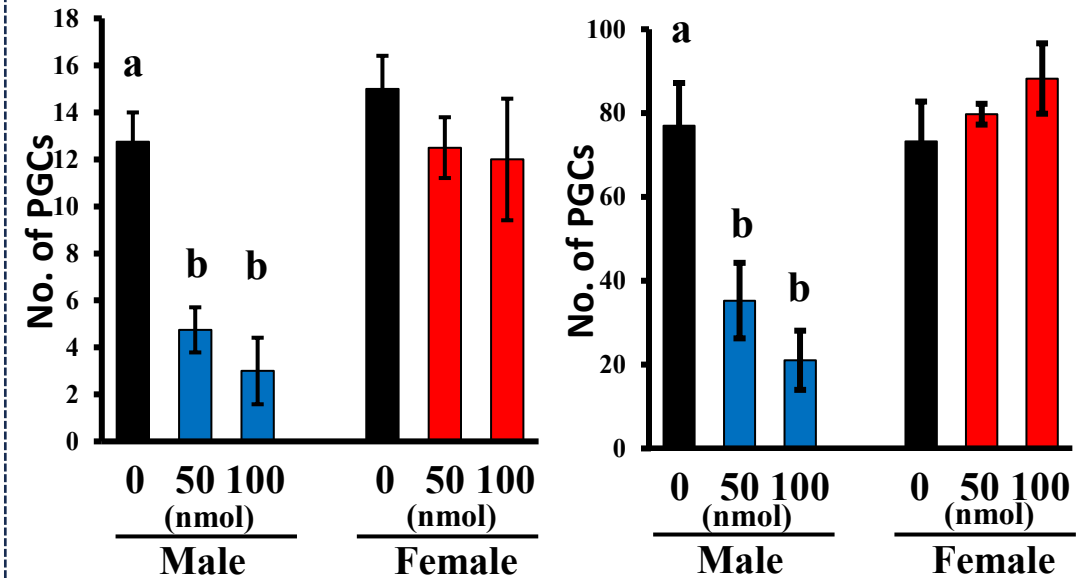 No. of PGCs
18
16
14
12
10
8
6
4
2
0
a
b b
0 50 100 0 50 100
(nmol) (nmol)
Male Female
No. of PGCs
100
80
60
40
20
0
a
b
b
0 50 100 0 50 100
(nmol) (nmol)
Male Female